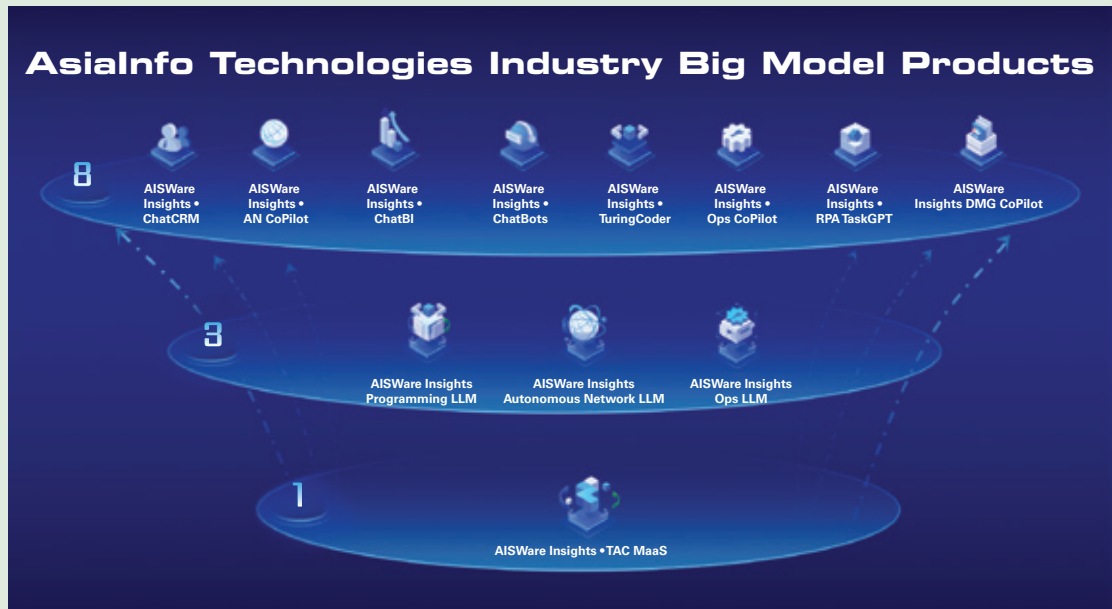 AsiaInfo Technologies Industry Big Model Products
8
AISWare
Insights •
ChatCRM
AISWare
Insights •
AN CoPilot
AISWare
Insights •
ChatBI
AISWare
Insights •
ChatBots
AISWare
Insights •
TuringCoder
AISWare
Insights •
Ops CoPilot
AISWare
Insights •
RPA TaskGPT
AISWare
Insights DMG CoPilot
3
AISWare Insights
Programming LLM
AISWare Insights
Autonomous Network LLM
AISWare Insights
Ops LLM
1
AISWare Insights • TAC MaaS